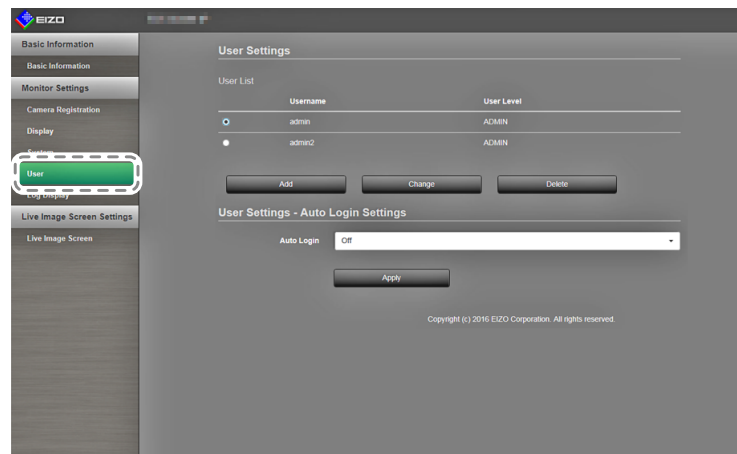 EIZO
Basic Information
Basic Information
Monitor Settings
Camera Registration
Display
System
User
Log Display
Live Image Screen Settings
Live Image Screen
User Settings
User List
Username User Level
admin ADMIN
admin2 ADMIN
Add Change Delete
User Settings - Auto Login Settings
Auto Login Off
Apply
Copyright (c) 2016 EIZO Corporation. All rights reserved.